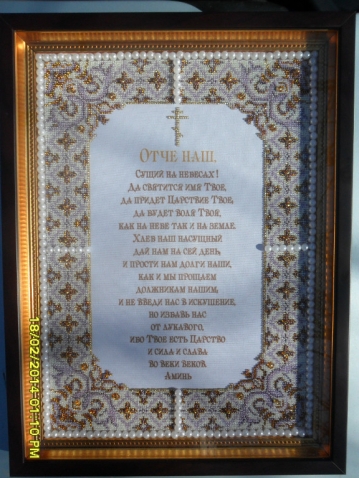 Отче наш,
Сущий на небесах!
Да святится имя Твое,
да придет Царствие Твое,
да будет воля Твоя,
как на небе так и на земле.
Хлеб наш насущный
дай нам на сей день,
и прости нам долги наши,
как и мы прощаем
должникам нашим,
и не введи нас в искушение,
но избавь нас
от лукавого,
ибо Твое есть Царство
и сила и слава
во веки веков.
Аминь
18/02/2014 01:10 PM